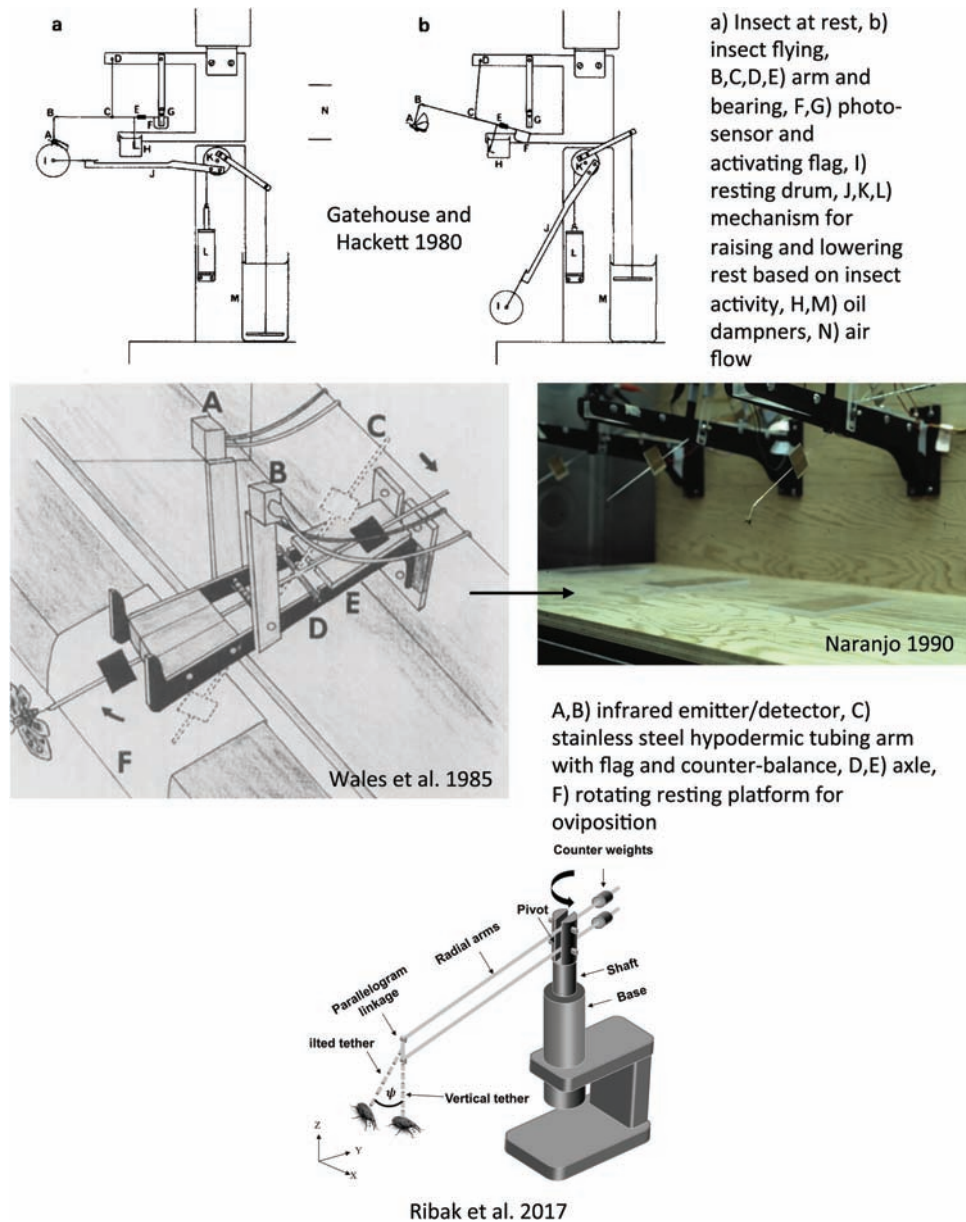 a
b
D
D
B
C
E
G
F
A
H
I
J
K
L
M
N
B
A
C
E
G
F
H
K
J
L
I
M
Gatehouse and
Hackett 1980
a) Insect at rest, b)
insect flying,
B,C,D,E) arm and
bearing, F,G) photo-
sensor and
activating flag, I)
resting drum, J,K,L)
mechanism for
raising and lowering
rest based on insect
activity, H,M) oil
dampners, N) air
flow
A
C
B
E
D
F
Wales et al. 1985
Naranjo 1990
A,B) infrared emitter/detector, C)
stainless steel hypodermic tubing arm
with flag and counter-balance, D,E) axle,
F) rotating resting platform for
oviposition
Counter weights
Pivot
Radial arms
Shaft
Base
Parallelogram
linkage
ilted tether
ψ
Vertical tether
Z
Y
X
Ribak et al. 2017